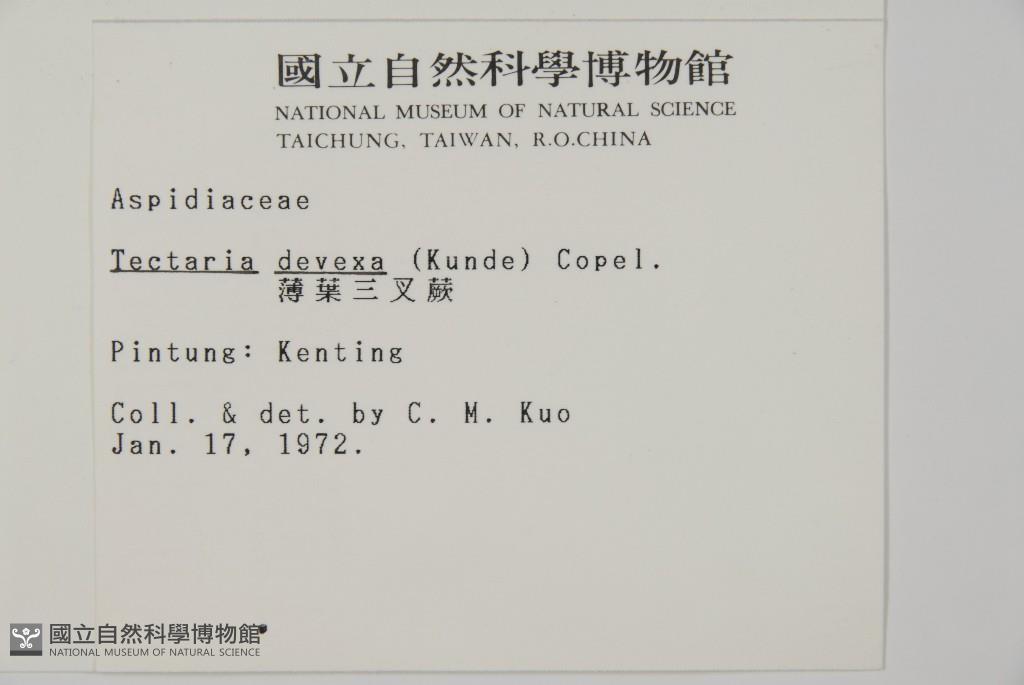 國立自然科學博物館
NATIONAL MUSEUM OF NATURAL SCIENCE
TAICHUNG, TAIWAN, R.O.CHINA
Aspidiaceae
Tectaria devexa (Kunde) Copel.
薄葉三叉蕨
Pintung: Kenting
Coll. & det. by C. M. Kuo
Jan. 17, 1972.
國立自然科學博物館
NATIONAL MUSEUM OF NATURAL SCIENCE